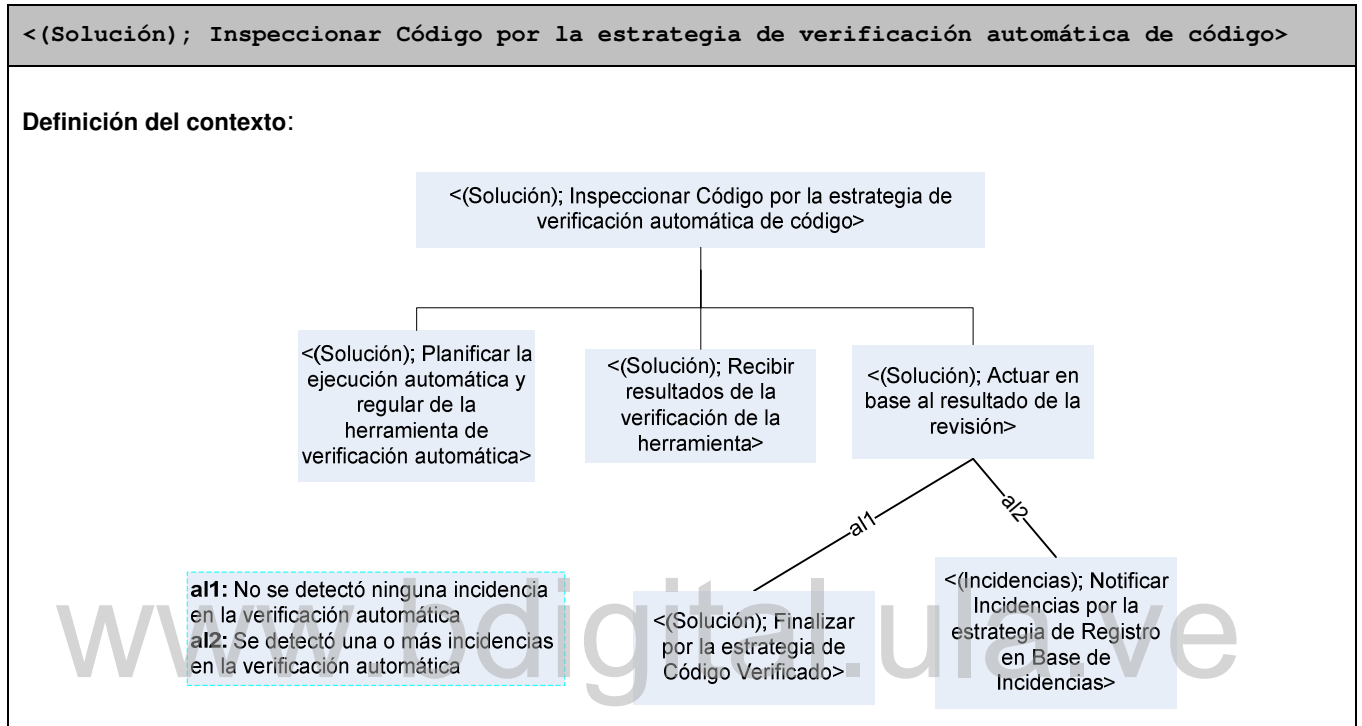 <(Solución); Inspeccionar Código por la estrategia de verificación automática de código>
Definición del contexto:
<(Solución); Inspeccionar Código por la estrategia de
verificación automática de código>
<(Solución); Planificar la
ejecución automática y
regular de la
herramienta de
verificación automática>
<(Solución); Recibir
resultados de la
verificación de la
herramienta>
<(Solución); Actuar en
base al resultado de la
revisión>
al1
al2
al1: No se detectó ninguna incidencia
en la verificación automática
al2: Se detectó una o más incidencias
en la verificación automática
<(Solución); Finalizar
por la estrategia de
Código Verificado>
<(Incidencias); Notificar
Incidencias por la
estrategia de Registro
en Base de
Incidencias>
www.bdigital.ula.ve